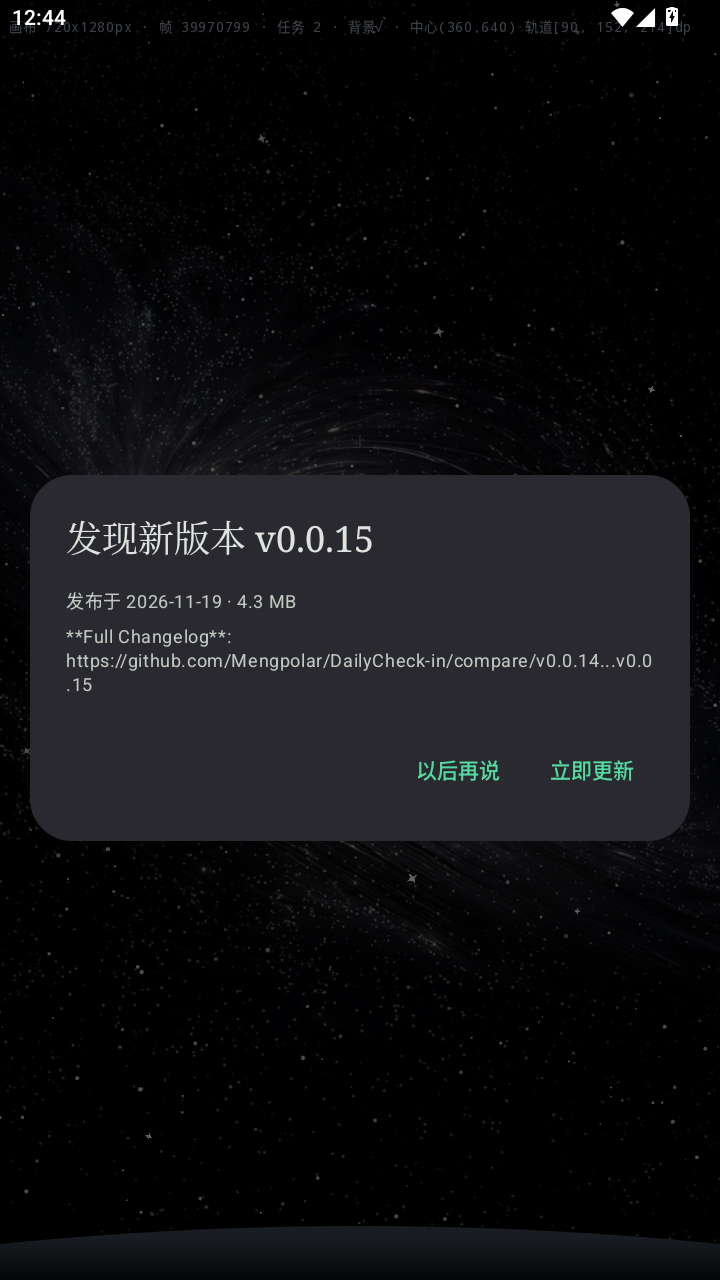 12:44
画布 720x1280px · 帧 39970799 · 任务 2 · 背景√ 中心(360,640) 轨道[90, 152, 214]dp
发现新版本 v0.0.15
发布于 2026-11-19 · 4.3 MB
**Full Changelog**:
https://github.com/Mengpolar/DailyCheck-in/compare/v0.0.14...v0.0
.15
以后再说
立即更新